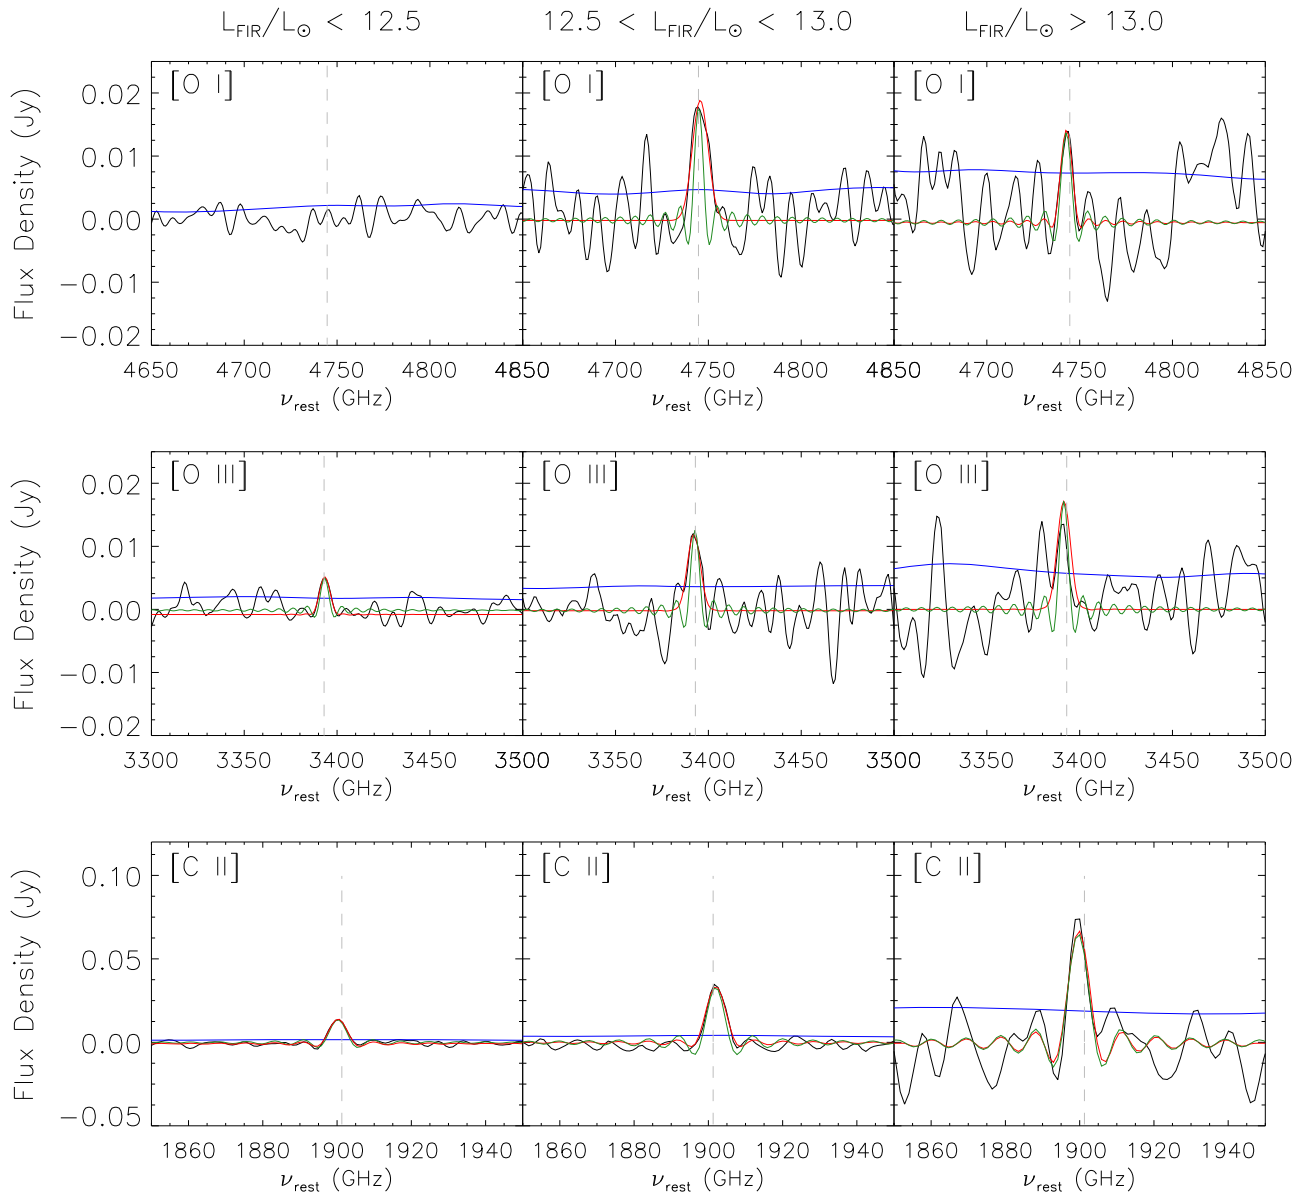 L_FIR/L_☉ < 12.5 12.5 < L_FIR/L_☉ < 13.0 L_FIR/L_☉ > 13.0
[O I] [O I] [O I]
0.02
0.01
0.00
−0.01
−0.02
Flux Density (Jy)
4650 4700 4750 4800 4850 4700 4750 4800 4850 4700 4750 4800 4850
ν_rest (GHz) ν_rest (GHz) ν_rest (GHz)
[O III] [O III] [O III]
0.02
0.01
0.00
−0.01
−0.02
Flux Density (Jy)
3300 3350 3400 3450 3500 3350 3400 3450 3500 3350 3400 3450 3500
ν_rest (GHz) ν_rest (GHz) ν_rest (GHz)
[C II] [C II] [C II]
0.10
0.05
0.00
−0.05
Flux Density (Jy)
1860 1880 1900 1920 1940 1860 1880 1900 1920 1940 1860 1880 1900 1920 1940
ν_rest (GHz) ν_rest (GHz) ν_rest (GHz)